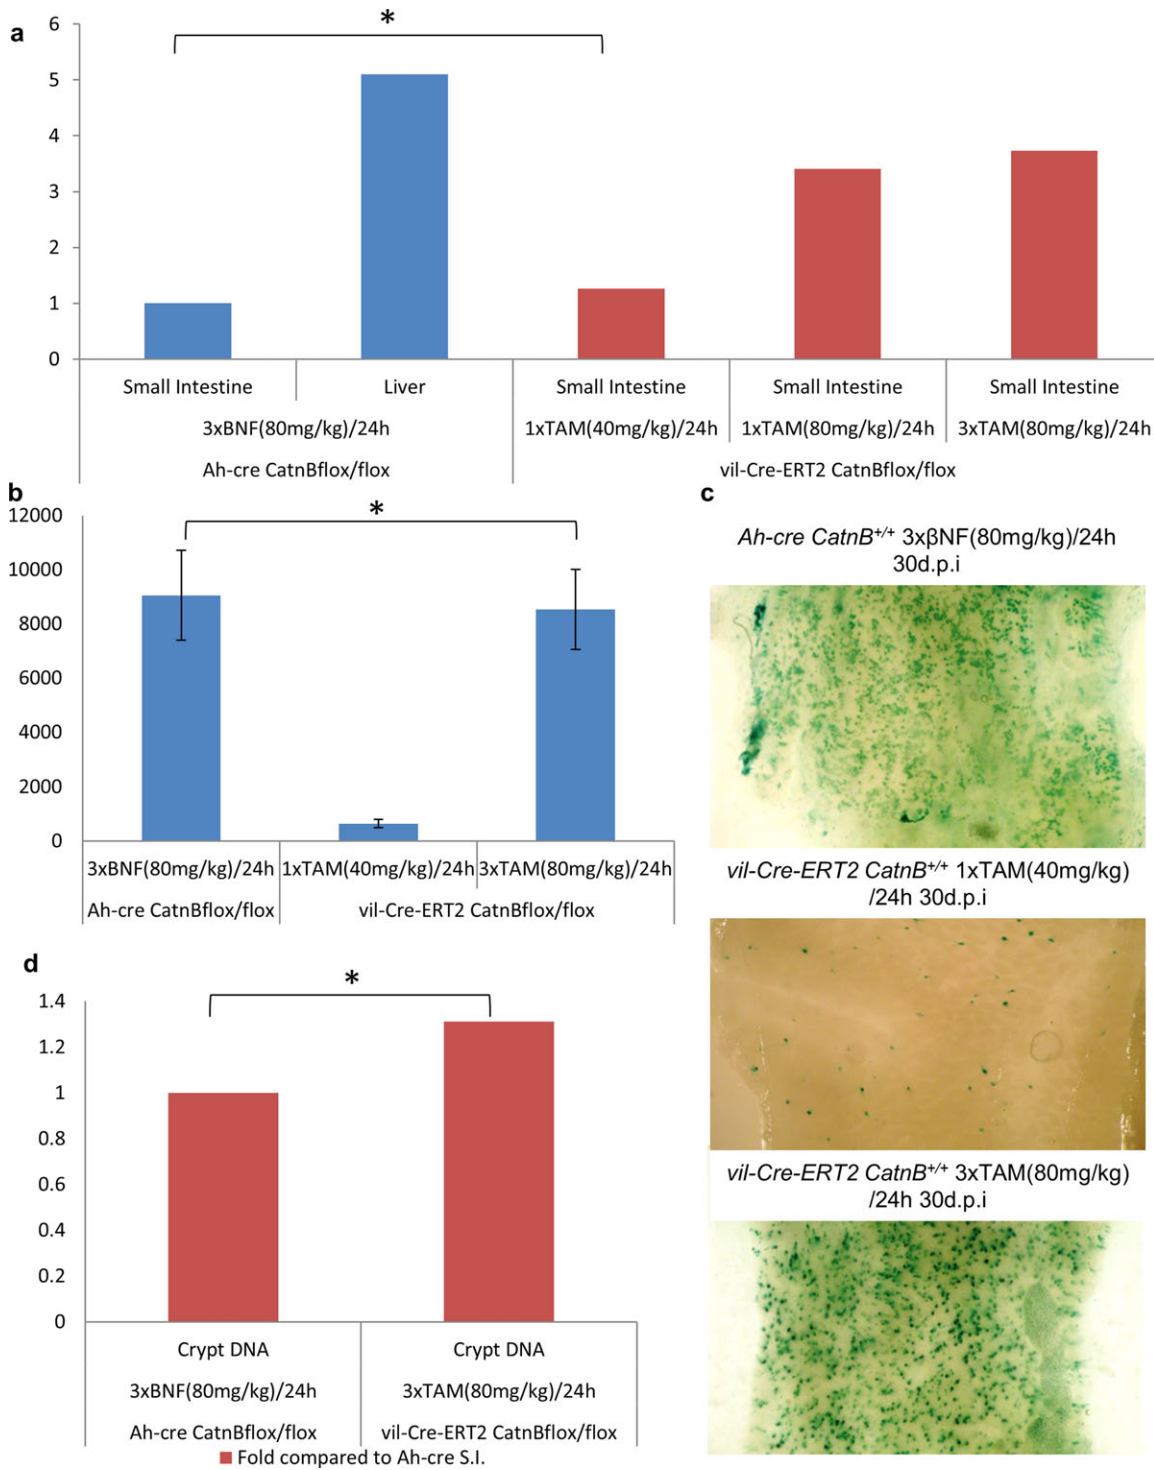 a
6
*
5
4
3
2
1
0
Small Intestine Liver Small Intestine Small Intestine Small Intestine
3xBNF(80mg/kg)/24h 1xTAM(40mg/kg)/24h 1xTAM(80mg/kg)/24h 3xTAM(80mg/kg)/24h
Ah-cre CatnBflox/flox vil-Cre-ERT2 CatnBflox/flox
b
12000
*
10000
8000
6000
4000
2000
0
3xBNF(80mg/kg)/24h 1xTAM(40mg/kg)/24h 3xTAM(80mg/kg)/24h
Ah-cre CatnBflox/flox vil-Cre-ERT2 CatnBflox/flox
c
Ah-cre CatnB+/+ 3xβNF(80mg/kg)/24h
30d.p.i
vil-Cre-ERT2 CatnB+/+ 1xTAM(40mg/kg)
/24h 30d.p.i
vil-Cre-ERT2 CatnB+/+ 3xTAM(80mg/kg)
/24h 30d.p.i
d
*
1.4
1.2
1
0.8
0.6
0.4
0.2
0
Crypt DNA Crypt DNA
3xBNF(80mg/kg)/24h 3xTAM(80mg/kg)/24h
Ah-cre CatnBflox/flox vil-Cre-ERT2 CatnBflox/flox
Fold compared to Ah-cre S.I.